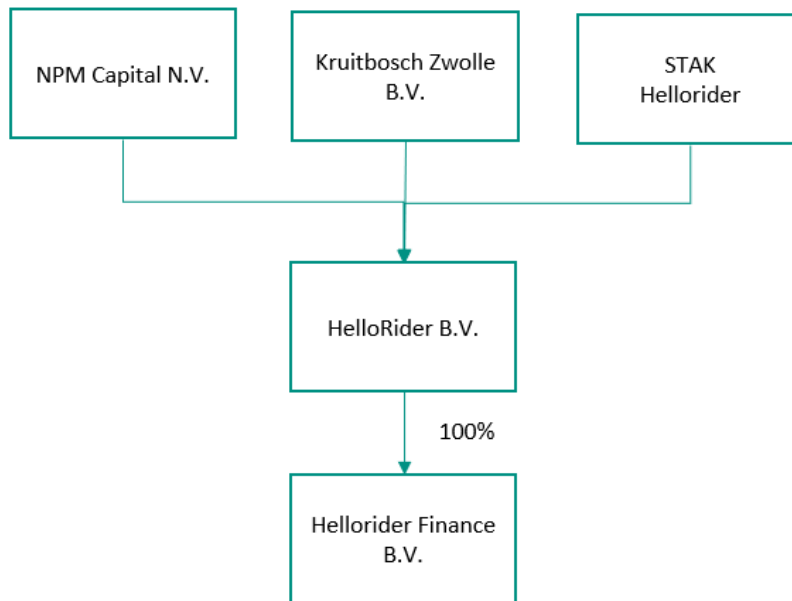 NPM Capital N.V.
Kruitbosch Zwolle
B.V.
STAK
Hellorider
HelloRider B.V.
100%
Hellorider Finance
B.V.